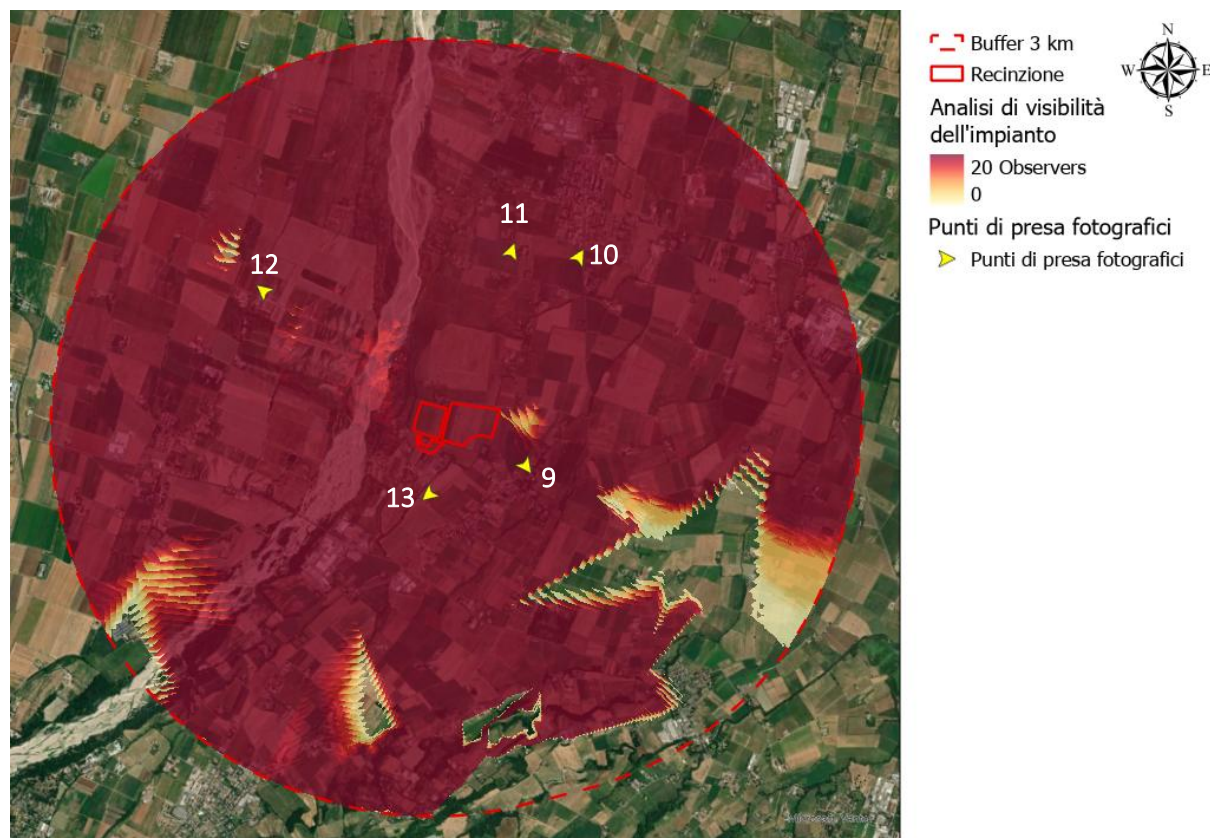 Buffer 3 km
Recinzione
Analisi di visibilità
dell'impianto
20 Observers
0
Punti di presa fotografici
Punti di presa fotografici
N
W
E
S
11
10
12
9
13